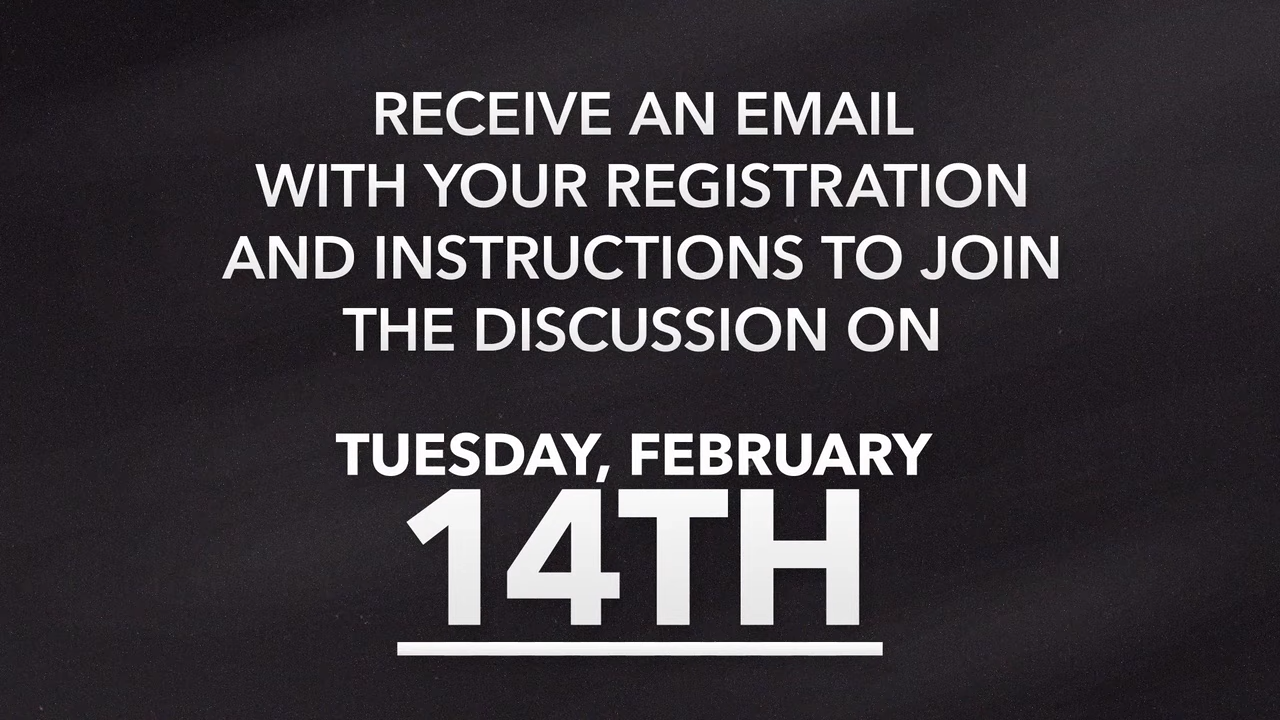 RECEIVE AN EMAIL
WITH YOUR REGISTRATION
AND INSTRUCTIONS TO JOIN
THE DISCUSSION ON
TUESDAY, FEBRUARY
14TH